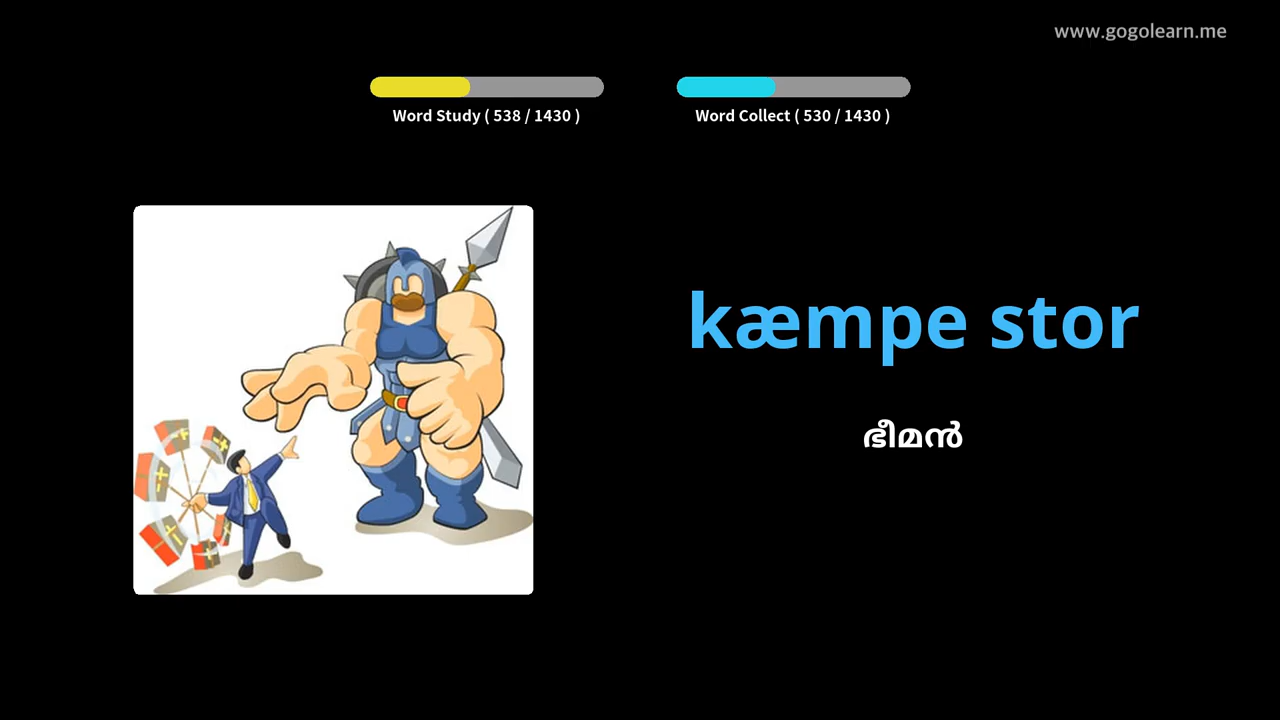 www.gogolearn.me
Word Study ( 538 / 1430 )
Word Collect ( 530 / 1430 )
kæmpe stor
ഭീമൻ